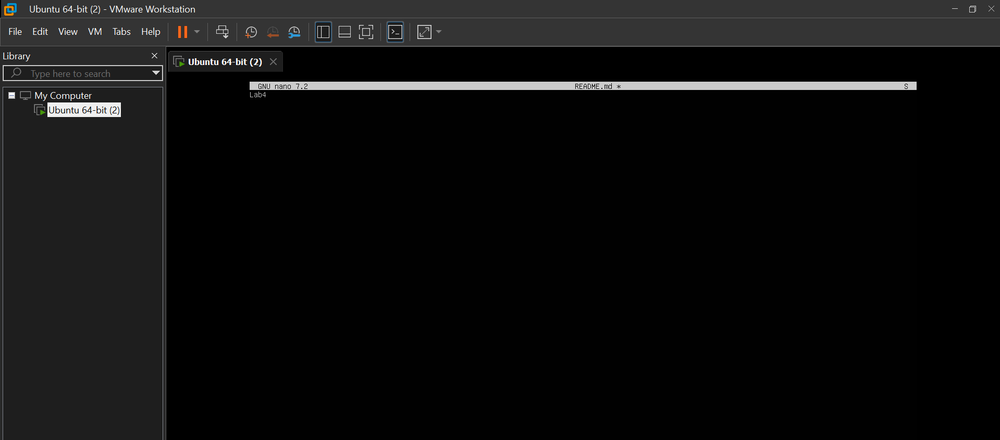 Ubuntu 64-bit (2) - VMware Workstation
File Edit View VM Tabs Help
Library
Type here to search
My Computer
Ubuntu 64-bit (2)
Ubuntu 64-bit (2)
GNU nano 7.2 README.md * S
Lab4